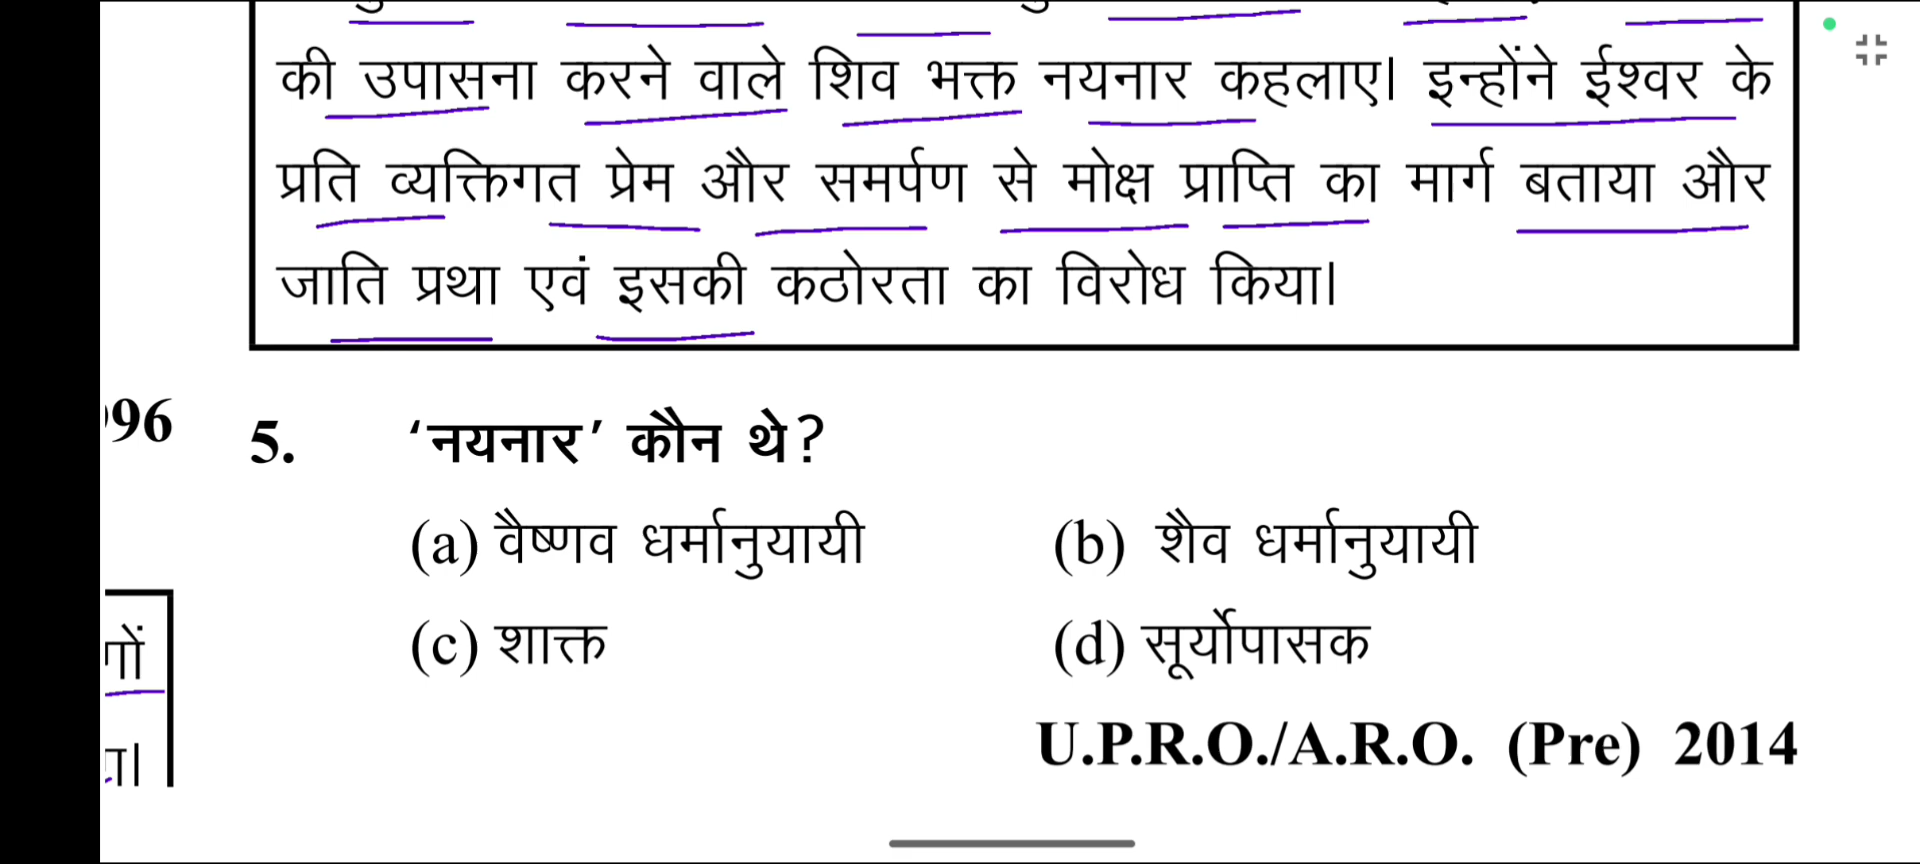 की उपासना करने वाले शिव भक्त नयनार कहलाए। इन्होंने ईश्वर के
प्रति व्यक्तिगत प्रेम और समर्पण से मोक्ष प्राप्ति का मार्ग बताया और
जाति प्रथा एवं इसकी कठोरता का विरोध किया।
96
5. ‘नयनार’ कौन थे?
(a) वैष्णव धर्मानुयायी (b) शैव धर्मानुयायी
(c) शाक्त (d) सूर्योपासक
U.P.R.O./A.R.O. (Pre) 2014